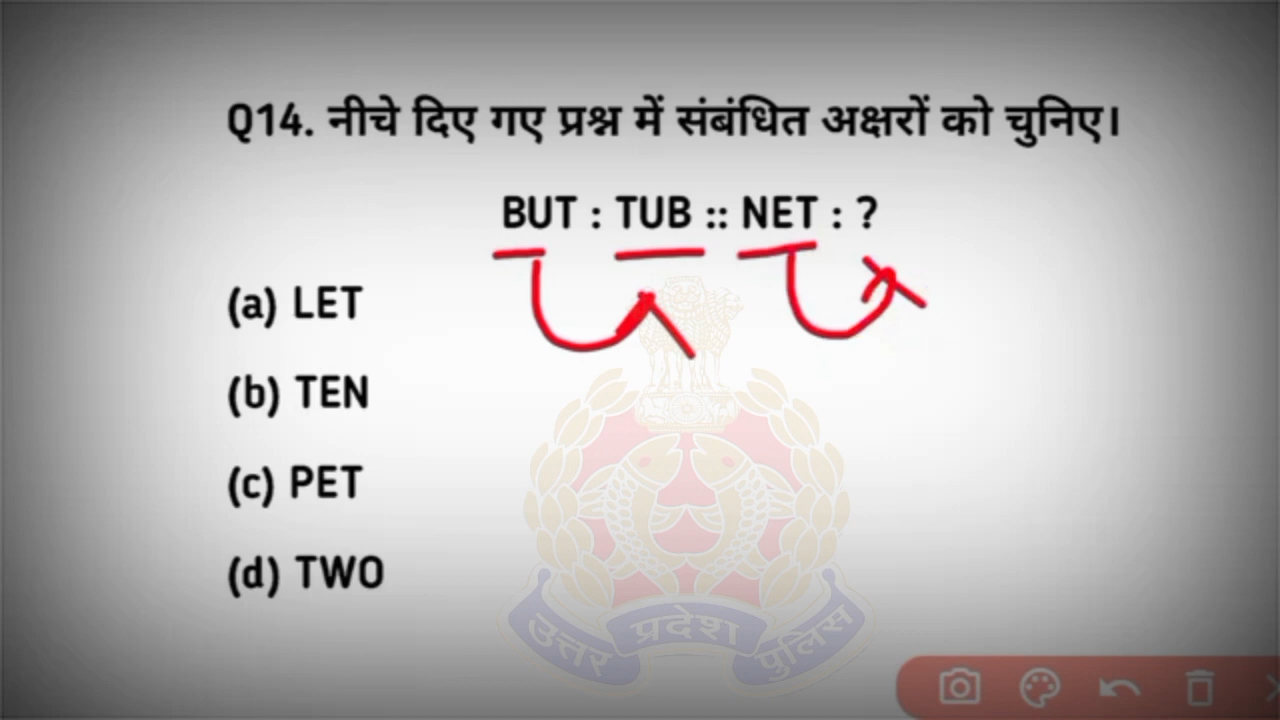 Q14. नीचे दिए गए प्रश्न में संबंधित अक्षरों को चुनिए।
BUT : TUB :: NET : ?
(a) LET
(b) TEN
(c) PET
(d) TWO
उत्तर प्रदेश पुलिस